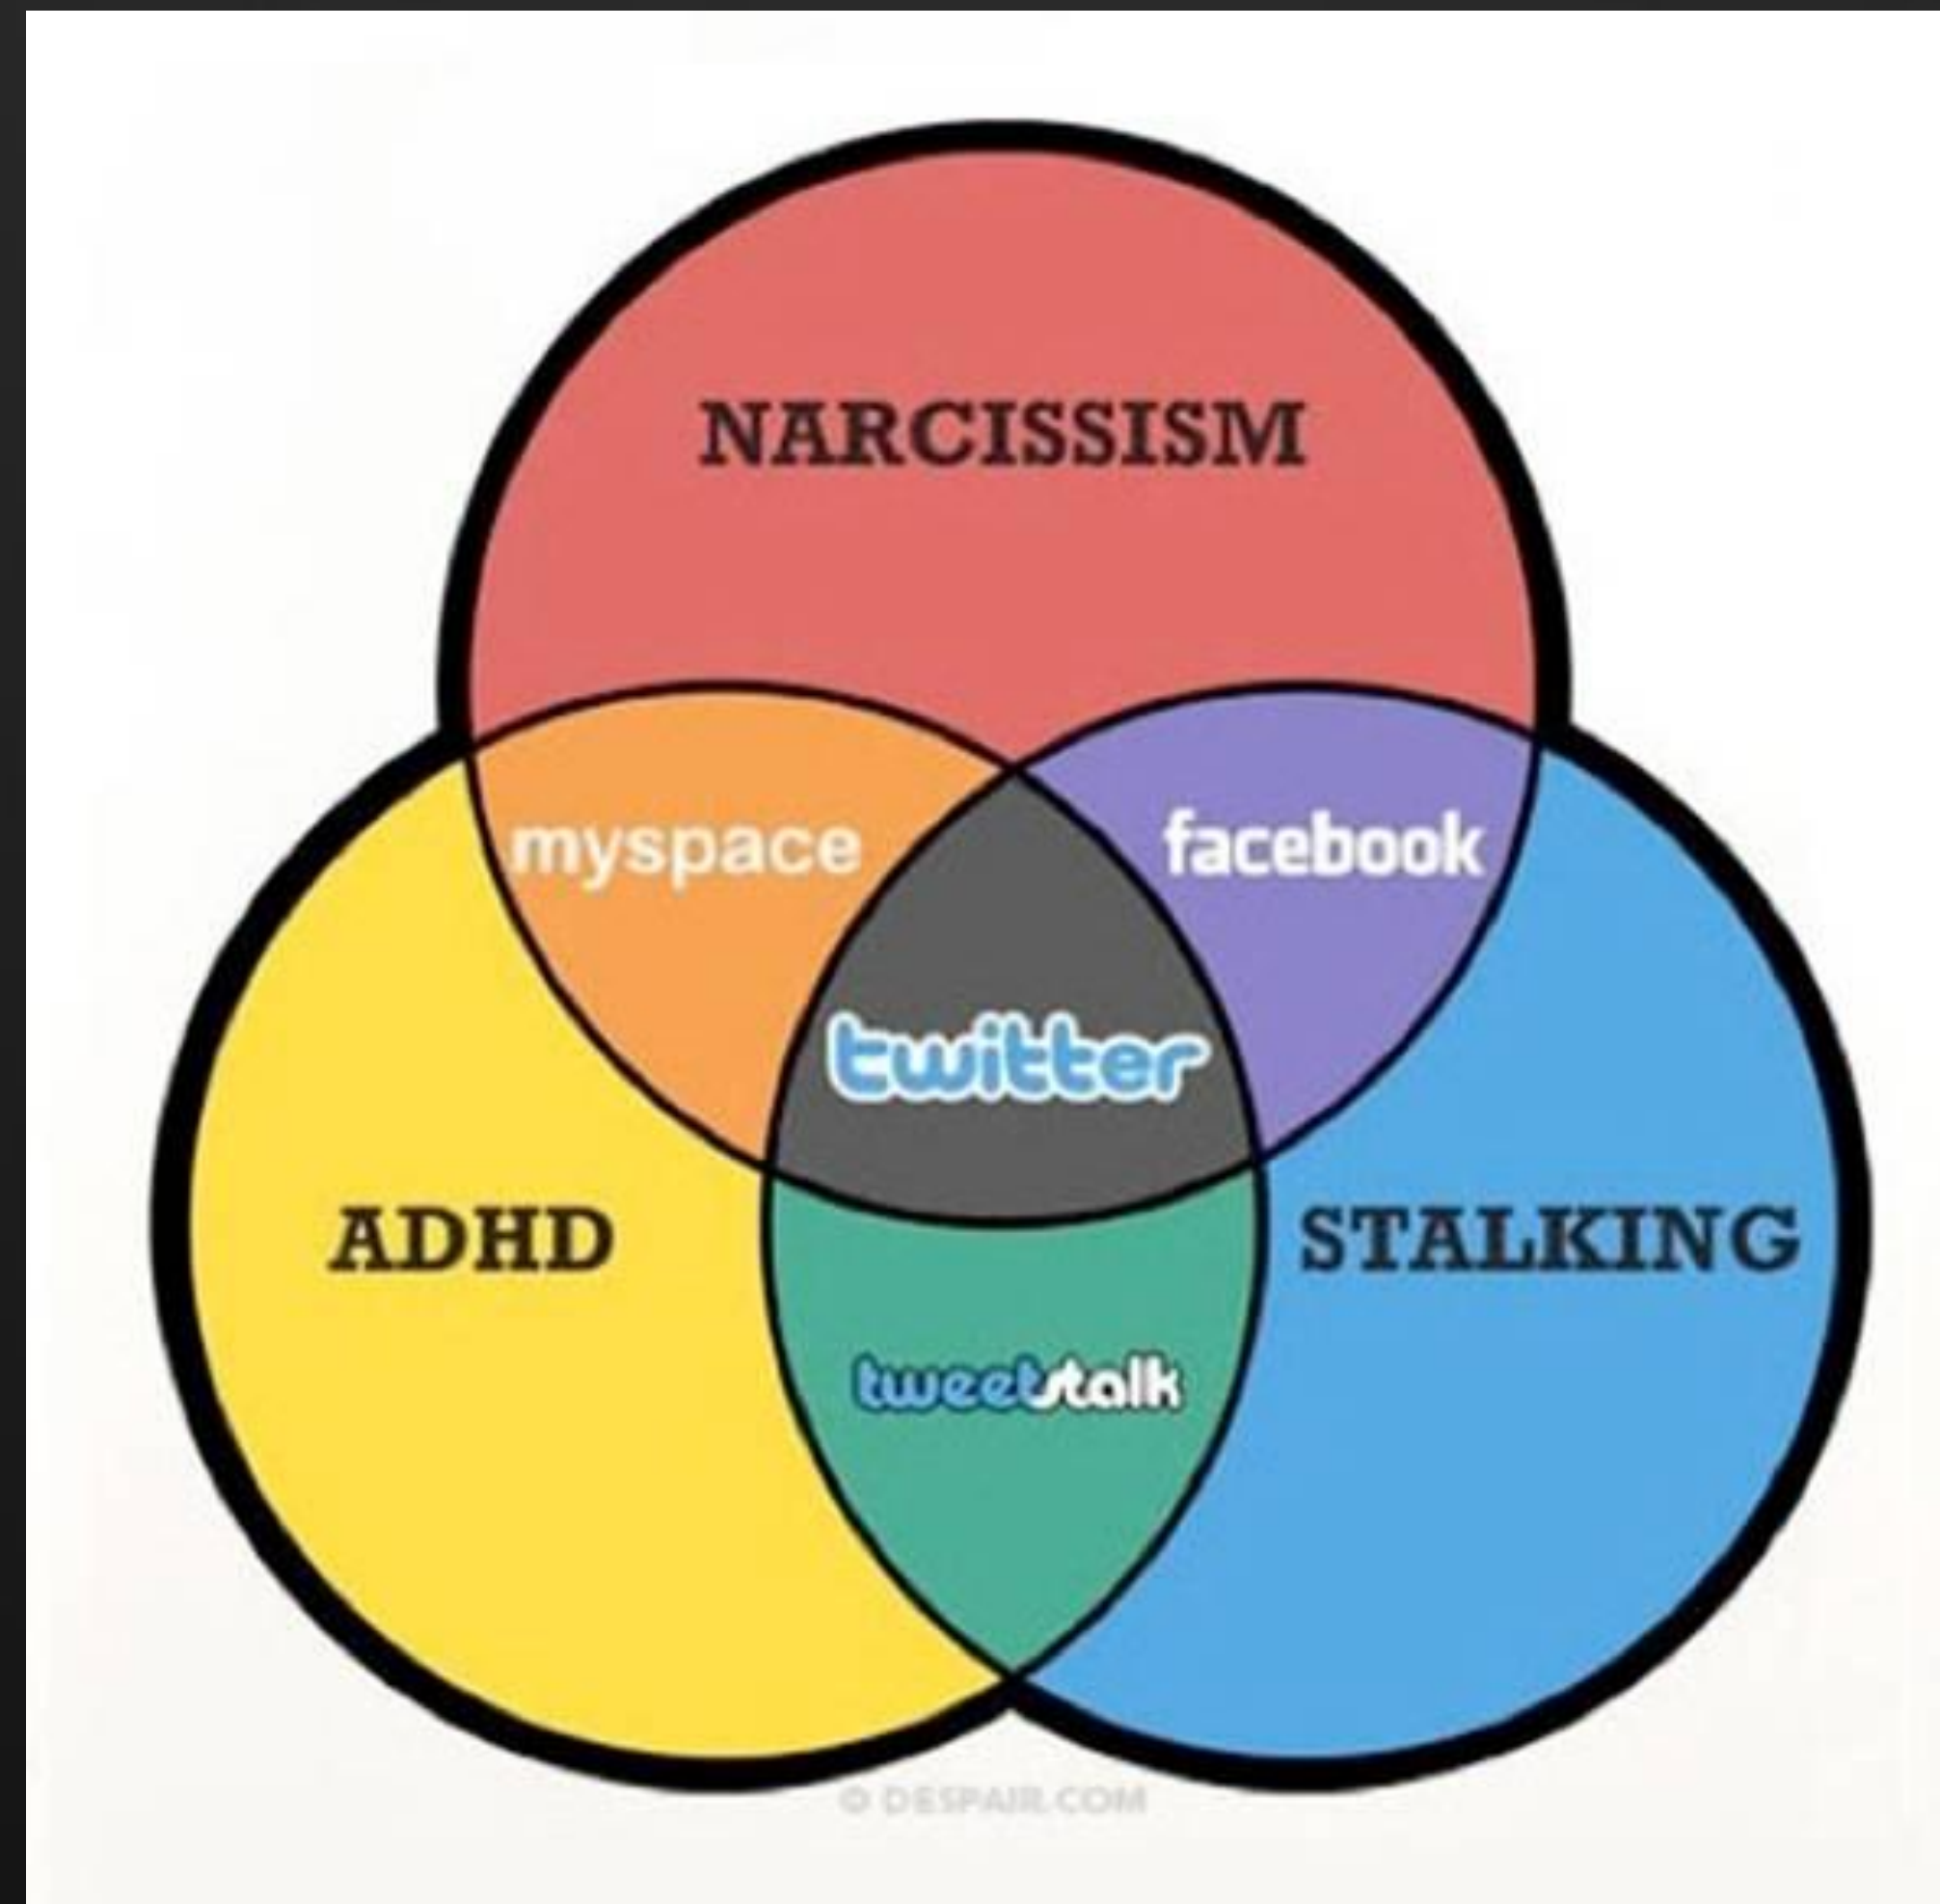 NARCISSISM
myspace
facebook
twitter
ADHD
STALKING
tweetstalk
© DESPAIR.COM